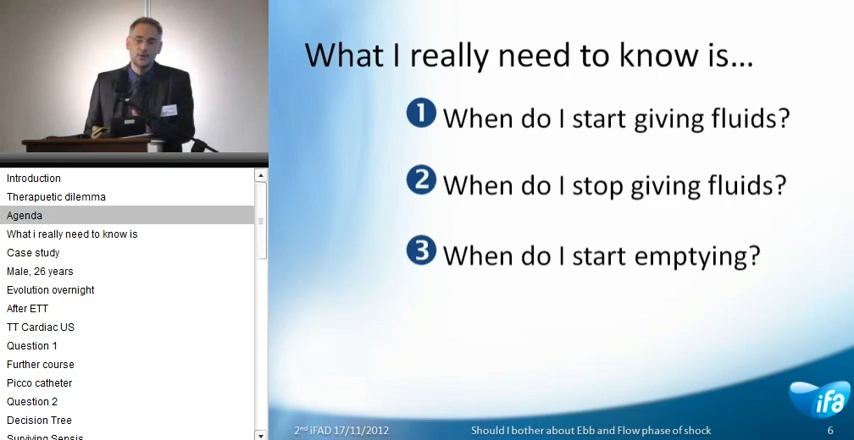 What I really need to know is...
1 When do I start giving fluids?
2 When do I stop giving fluids?
3 When do I start emptying?
Introduction
Therapuetic dilemma
Agenda
What i really need to know is
Case study
Male, 26 years
Evolution overnight
After ETT
TT Cardiac US
Question 1
Further course
Picco catheter
Question 2
Decision Tree
Surviving Sepsis
2nd iFAD 17/11/2012
Should I bother about Ebb and Flow phase of shock
6
ifa